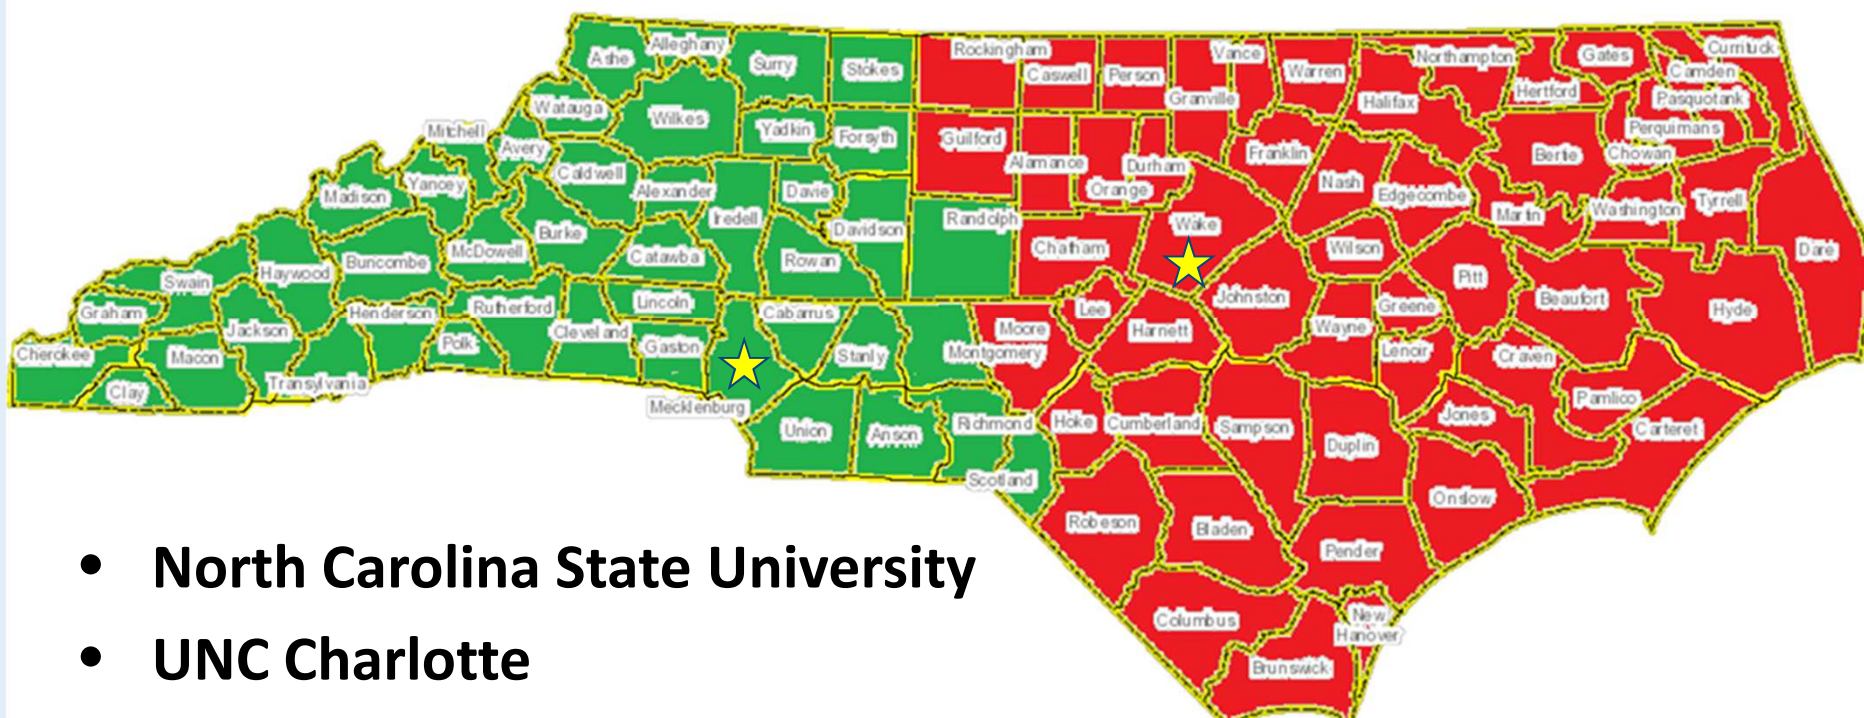 Ashe
Alleghany
Surry
Stokes
Rockingham
Caswell
Person
Granville
Vance
Warren
Northampton
Halifax
Hertford
Gates
Currituck
Camden
Pasquotank
Perquimans
Chowan
Bertie
Watauga
Wilkes
Yadkin
Forsyth
Guilford
Alamance
Orange
Durham
Franklin
Nash
Edgecombe
Martin
Washington
Tyrrell
Dare
Mitchell
Avery
Caldwell
Alexander
Iredell
Davie
Davidson
Randolph
Chatham
Wake
Wilson
Pitt
Beaufort
Hyde
Madison
Yancey
Burke
McDowell
Catawba
Rowan
Buncombe
Haywood
Swain
Graham
Cherokee
Clay
Macon
Jackson
Transylvania
Henderson
Polk
Rutherford
Cleveland
Lincoln
Gaston
Mecklenburg
Cabarrus
Stanly
Montgomery
Moore
Lee
Harnett
Johnston
Wayne
Greene
Lenoir
Craven
Pamlico
Carteret
Jones
Union
Anson
Richmond
Scotland
Hoke
Cumberland
Sampson
Duplin
Onslow
Robeson
Bladen
Pender
Columbus
Brunswick
New
Hanover
• North Carolina State University
• UNC Charlotte